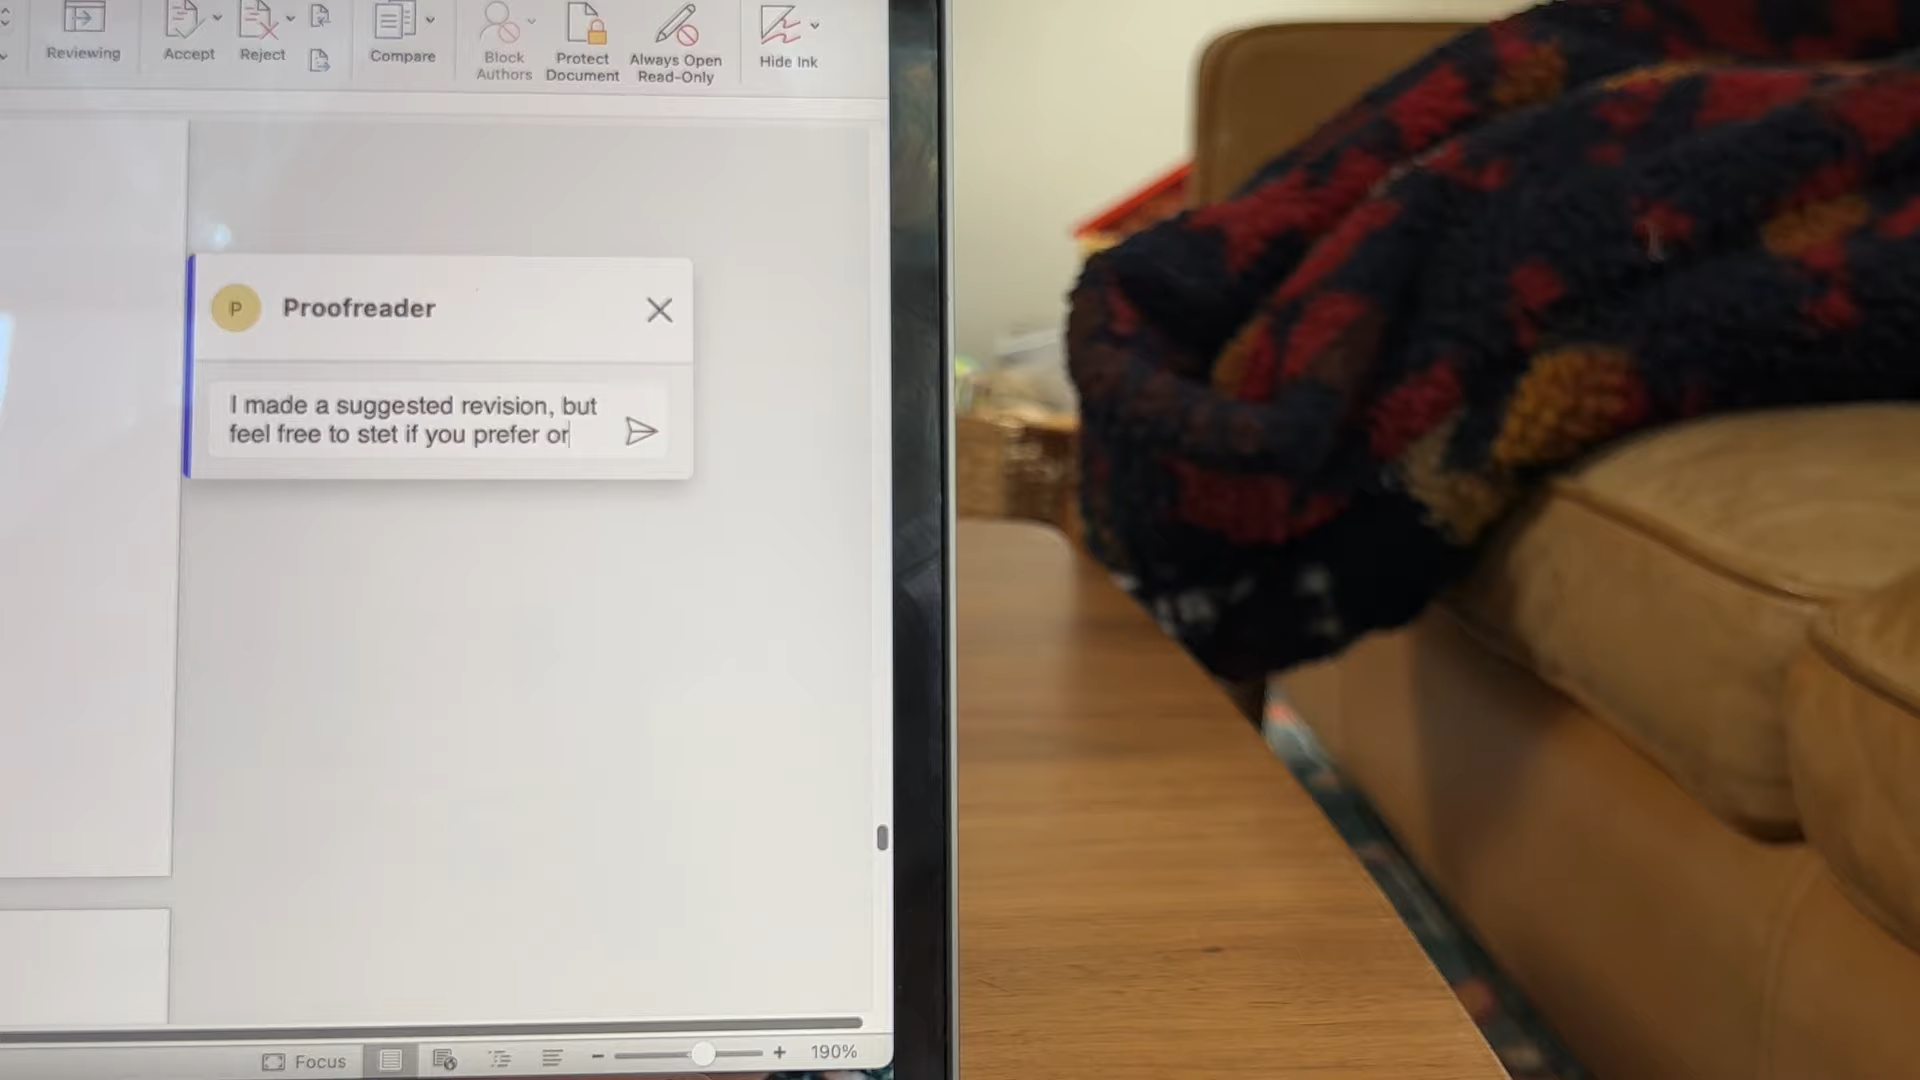 Reviewing
Accept
Reject
Compare
Block
Authors
Protect
Document
Always Open
Read-Only
Hide Ink
P
Proofreader
I made a suggested revision, but
feel free to stet if you prefer or
Focus
190%